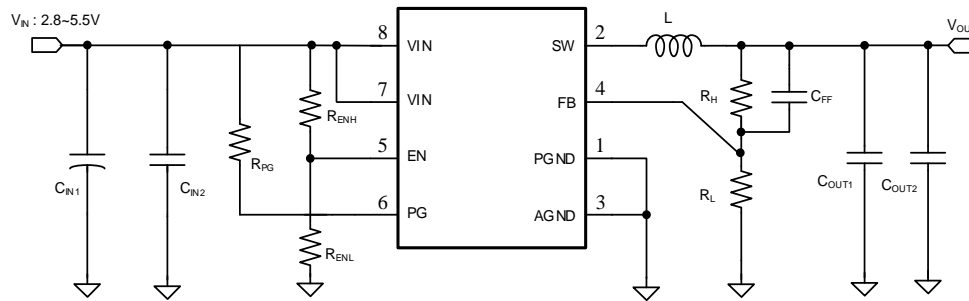 V_IN : 2.8~5.5V
C_IN1
C_IN2
R_PG
R_ENH
R_ENL
8
VIN
7
VIN
5
EN
6
PG
SW
2
FB
4
PGND
1
AGND
3
L
R_H
C_FF
R_L
C_OUT1
C_OUT2